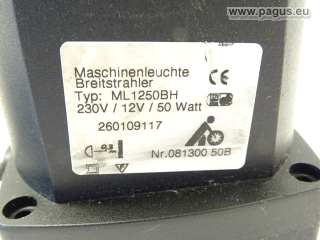 www.pagus.eu
Maschinenleuchte
Breitstrahler
Typ: ML1250BH
230V / 12V / 50 Watt
260109117
Nr.081300 50B